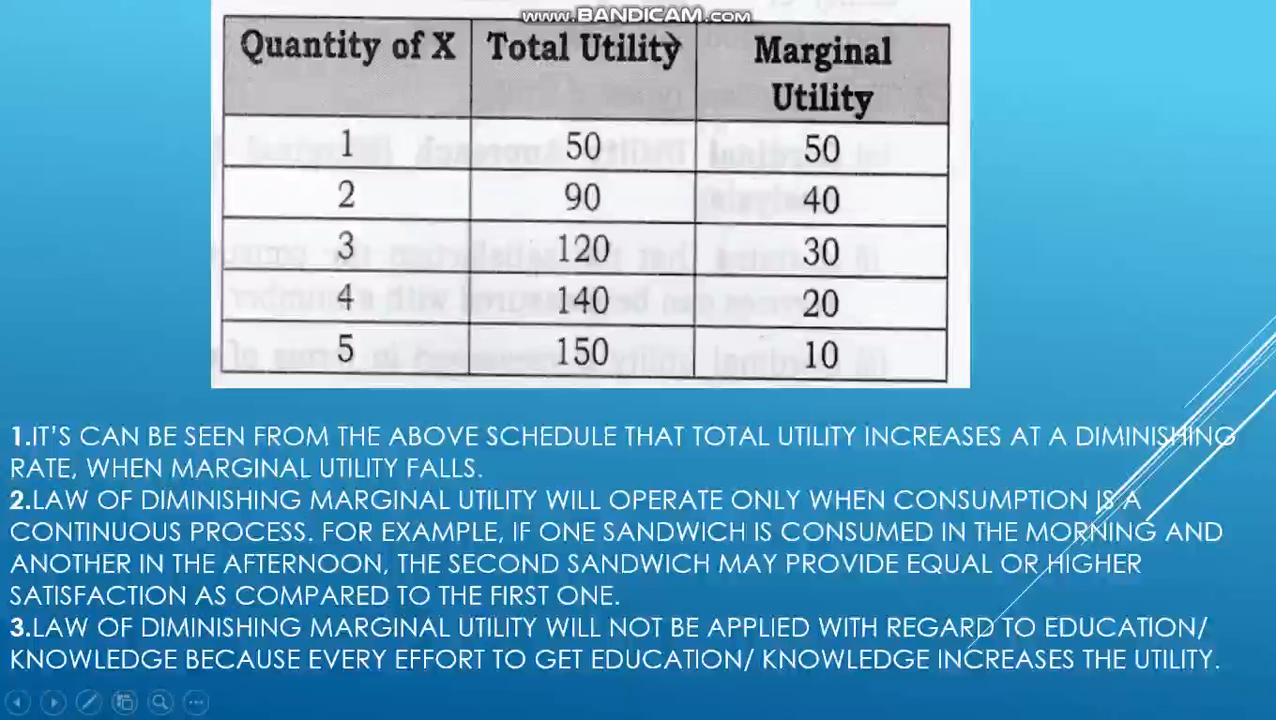 www.BANDICAM.com
Quantity of X Total Utility Marginal Utility
1 50 50
2 90 40
3 120 30
4 140 20
5 150 10
1.IT'S CAN BE SEEN FROM THE ABOVE SCHEDULE THAT TOTAL UTILITY INCREASES AT A DIMINISHING
RATE, WHEN MARGINAL UTILITY FALLS.
2.LAW OF DIMINISHING MARGINAL UTILITY WILL OPERATE ONLY WHEN CONSUMPTION IS A
CONTINUOUS PROCESS. FOR EXAMPLE, IF ONE SANDWICH IS CONSUMED IN THE MORNING AND
ANOTHER IN THE AFTERNOON, THE SECOND SANDWICH MAY PROVIDE EQUAL OR HIGHER
SATISFACTION AS COMPARED TO THE FIRST ONE.
3.LAW OF DIMINISHING MARGINAL UTILITY WILL NOT BE APPLIED WITH REGARD TO EDUCATION/
KNOWLEDGE BECAUSE EVERY EFFORT TO GET EDUCATION/ KNOWLEDGE INCREASES THE UTILITY.